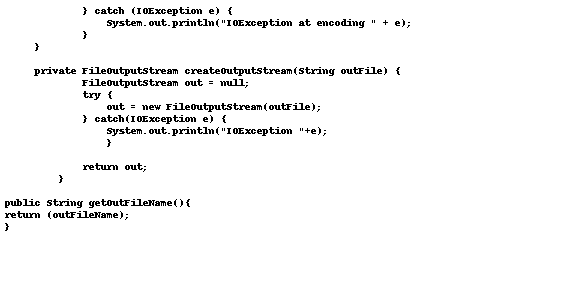 } catch (IOException e) {
System.out.println("IOException at encoding " + e);
}
}
private FileOutputStream createOutputStream(String outFile) {
FileOutputStream out = null;
try {
out = new FileOutputStream(outFile);
} catch(IOException e) {
System.out.println("IOException "+e);
}
return out;
}
public String getOutFileName(){
return (outFileName);
}